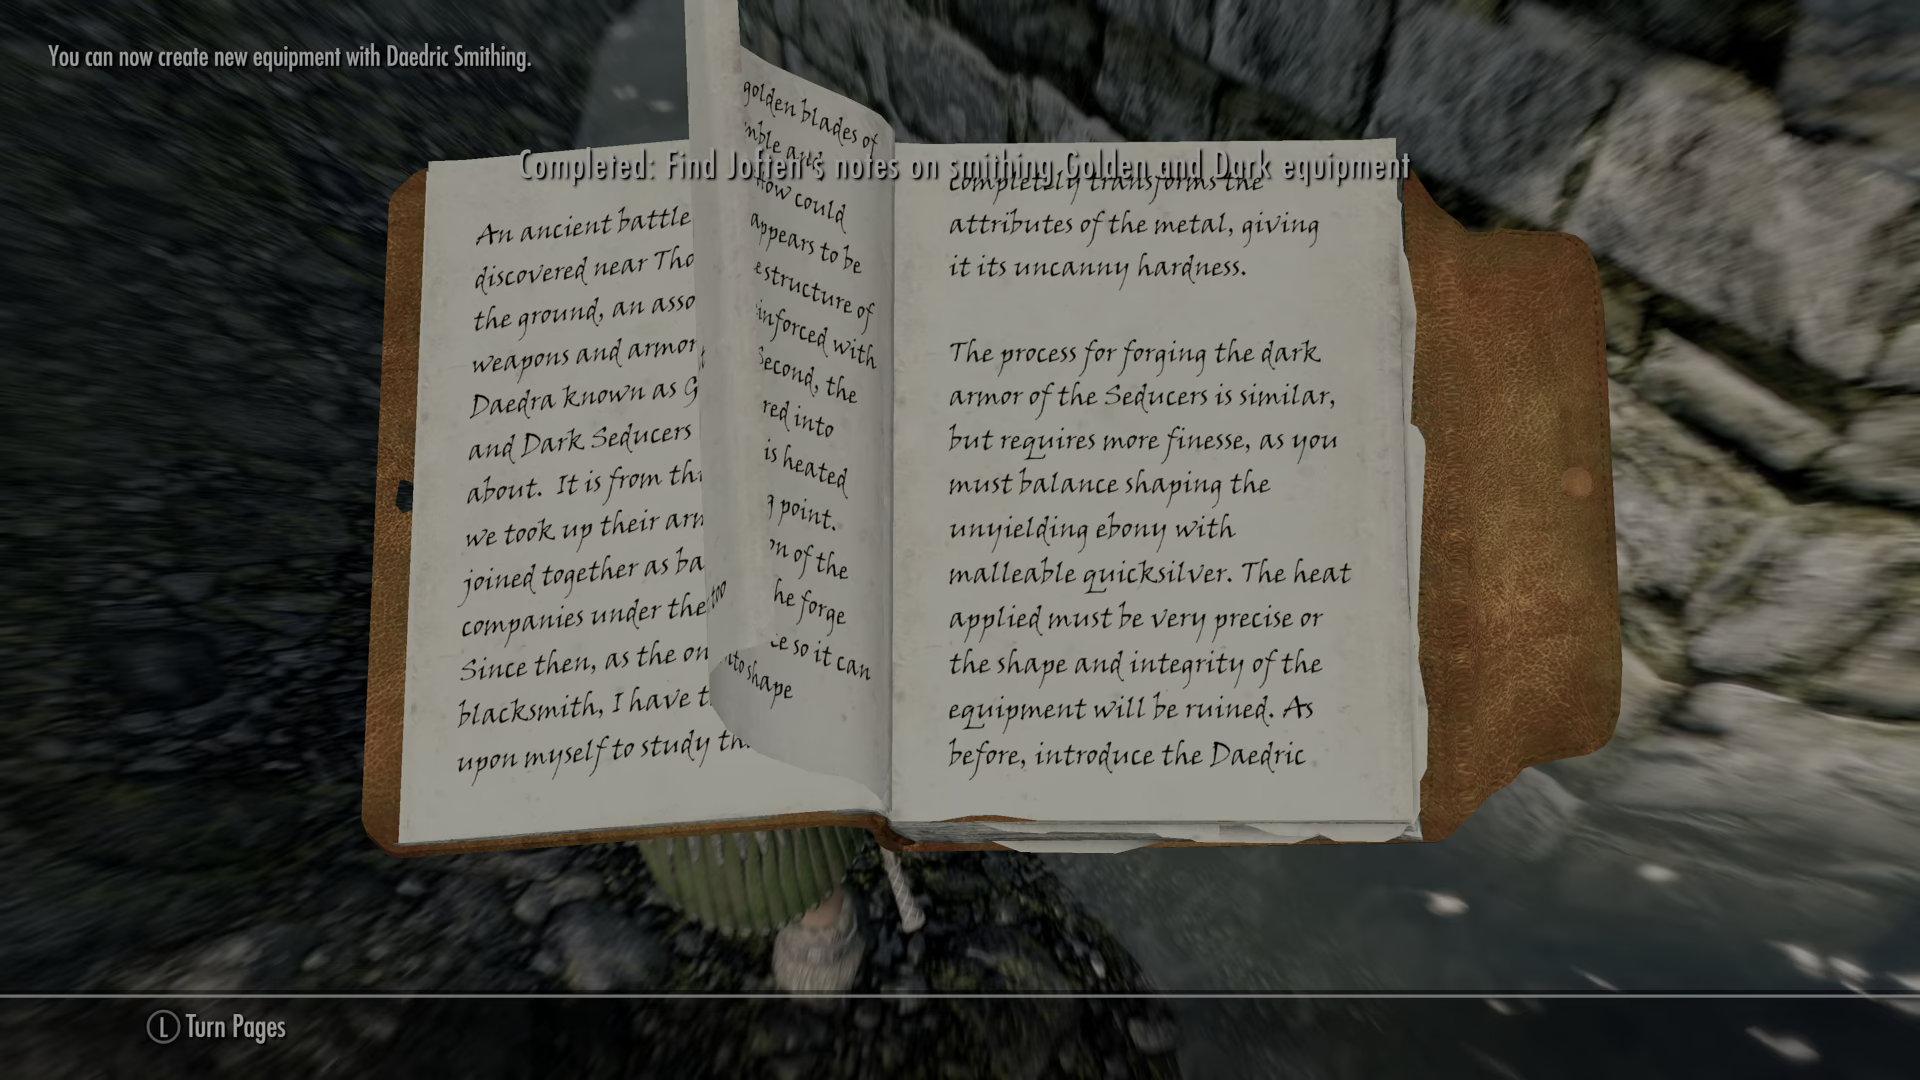 You can now create new equipment with Daedric Smithing.
Completed: Find Joften's notes on smithing Golden and Dark equipment
An ancient battle
discovered near
the ground, an
weapons and armor
Daedra known as
and Dark Seducers
about. It is from
we took up their
joined together as
companies under the
Since then, as the
blacksmith, I have
upon myself to study
golden blades of
and
how could
appears to be
structure of
with
Second, the
into
is heated
point.
of the
forge
so it can
shape
too
completely transforms the
attributes of the metal, giving
it its uncanny hardness.
The process for forging the dark
armor of the Seducers is similar,
but requires more finesse, as you
must balance shaping the
unyielding ebony with
malleable quicksilver. The heat
applied must be very precise or
the shape and integrity of the
equipment will be ruined. As
before, introduce the Daedric
L Turn Pages